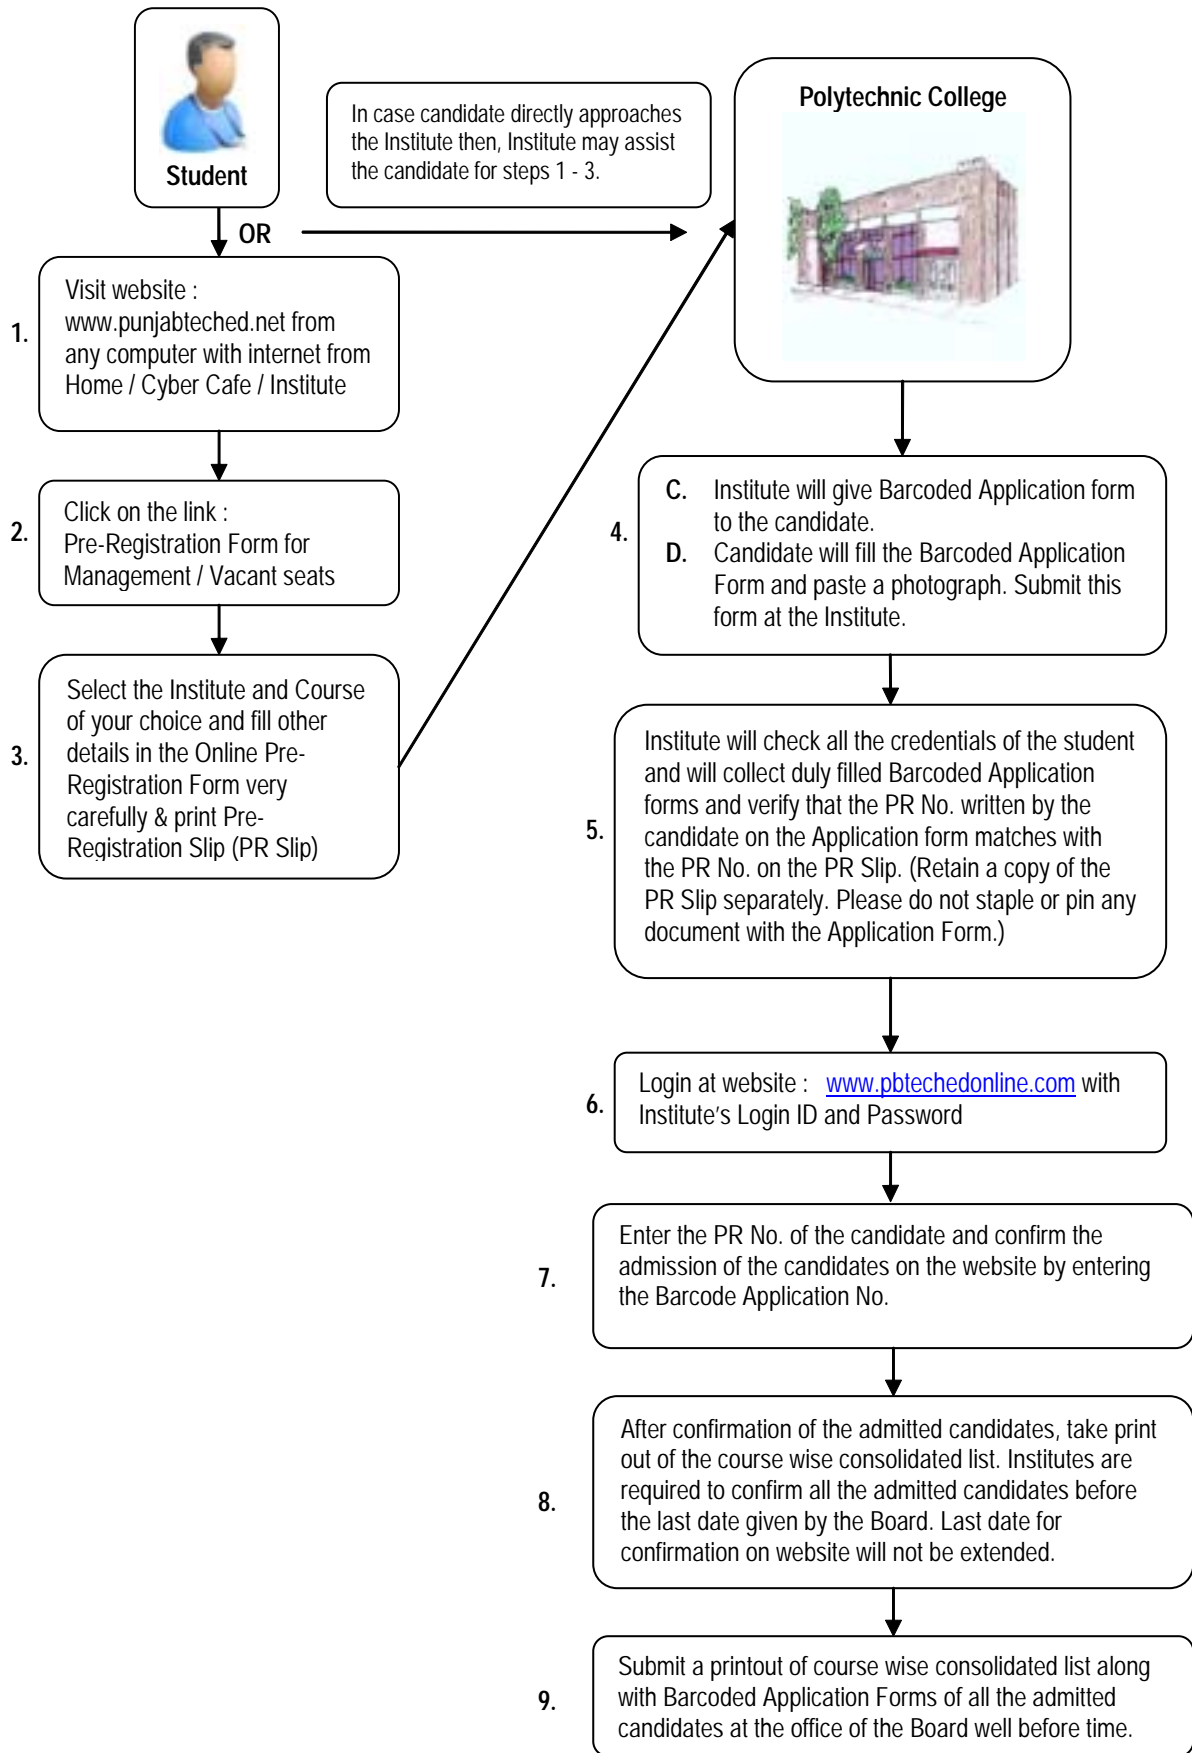 Student
In case candidate directly approaches
the Institute then, Institute may assist
the candidate for steps 1 - 3.
Polytechnic College
OR
1.
Visit website :
www.punjabteched.net from
any computer with internet from
Home / Cyber Cafe / Institute
2.
Click on the link :
Pre-Registration Form for
Management / Vacant seats
3.
Select the Institute and Course
of your choice and fill other
details in the Online Pre-
Registration Form very
carefully & print Pre-
Registration Slip (PR Slip)
4.
C. Institute will give Barcoded Application form
to the candidate.
D. Candidate will fill the Barcoded Application
Form and paste a photograph. Submit this
form at the Institute.
5.
Institute will check all the credentials of the student
and will collect duly filled Barcoded Application
forms and verify that the PR No. written by the
candidate on the Application form matches with
the PR No. on the PR Slip. (Retain a copy of the
PR Slip separately. Please do not staple or pin any
document with the Application Form.)
6.
Login at website : www.pbtechedonline.com with
Institute's Login ID and Password
7.
Enter the PR No. of the candidate and confirm the
admission of the candidates on the website by entering
the Barcode Application No.
8.
After confirmation of the admitted candidates, take print
out of the course wise consolidated list. Institutes are
required to confirm all the admitted candidates before
the last date given by the Board. Last date for
confirmation on website will not be extended.
9.
Submit a printout of course wise consolidated list along
with Barcoded Application Forms of all the admitted
candidates at the office of the Board well before time.